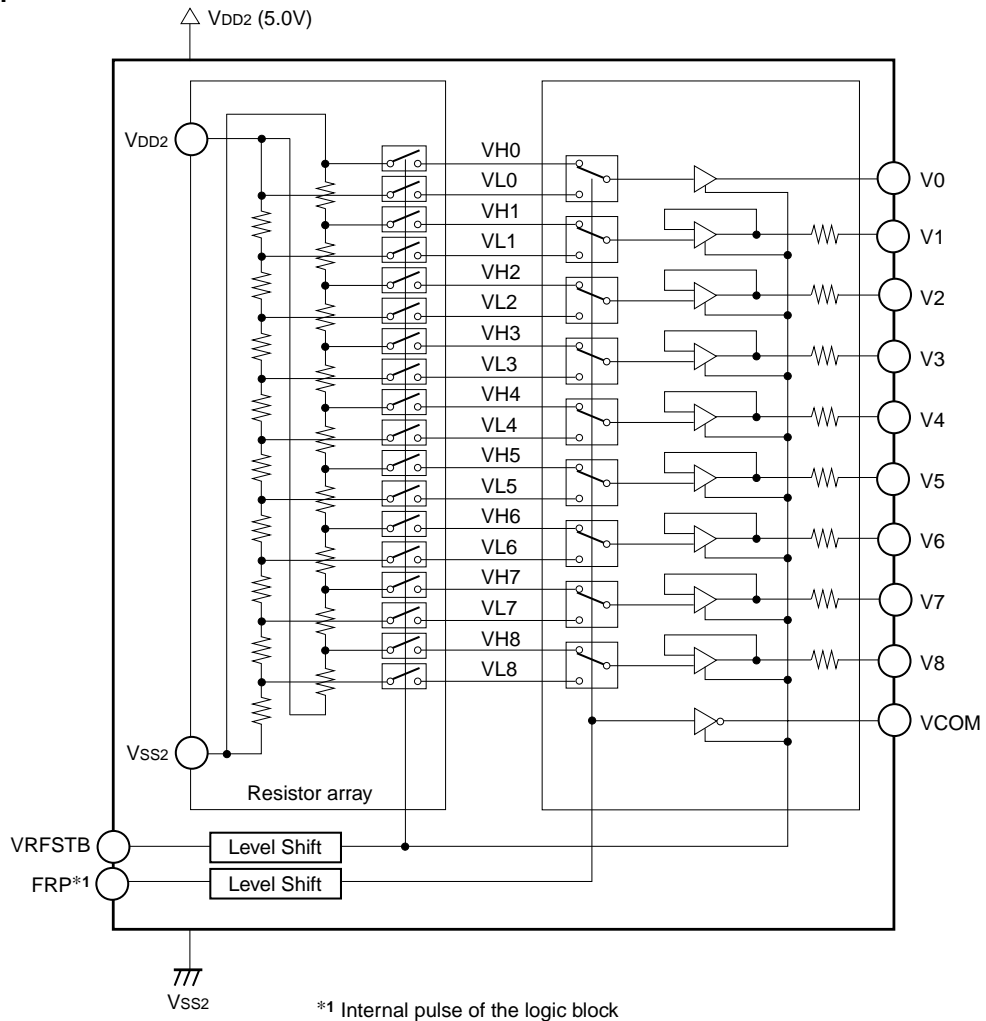 VDD2 (5.0V)
VDD2
VH0
VL0
VH1
VL1
VH2
VL2
VH3
VL3
VH4
VL4
VH5
VL5
VH6
VL6
VH7
VL7
VH8
VL8
V0
V1
V2
V3
V4
V5
V6
V7
V8
VCOM
VSS2
Resistor array
VRFSTB
Level Shift
FRP*1
Level Shift
VSS2
*1 Internal pulse of the logic block